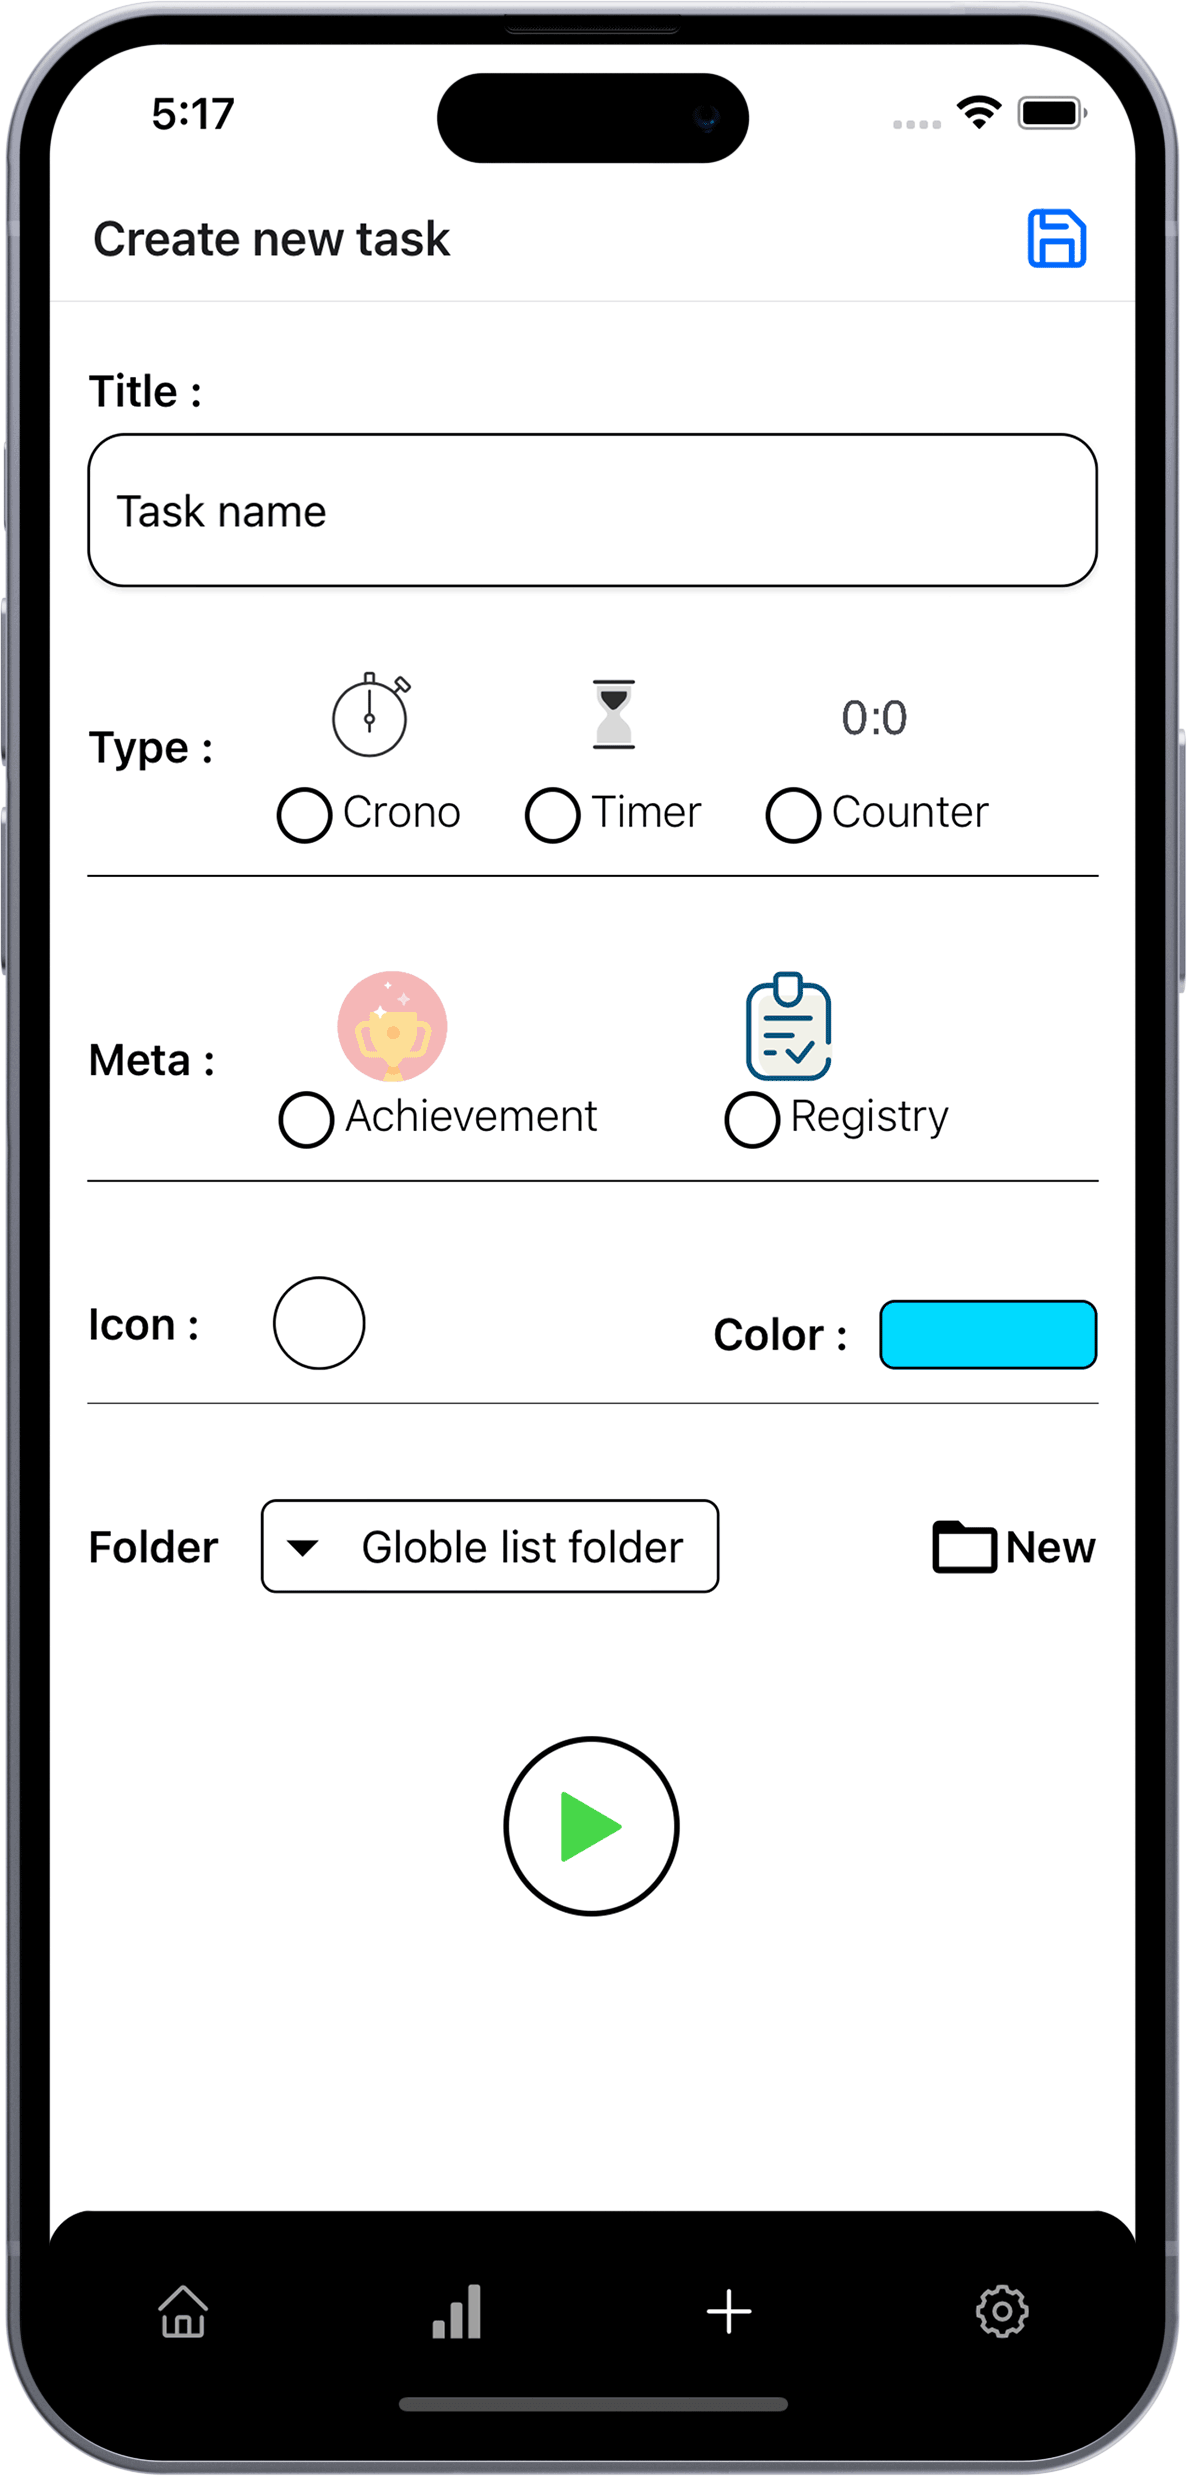 5:17
Create new task
Title :
Task name
0:0
Type :
Crono Timer Counter
Meta :
Achievement Registry
Icon : Color :
Folder Globle list folder New